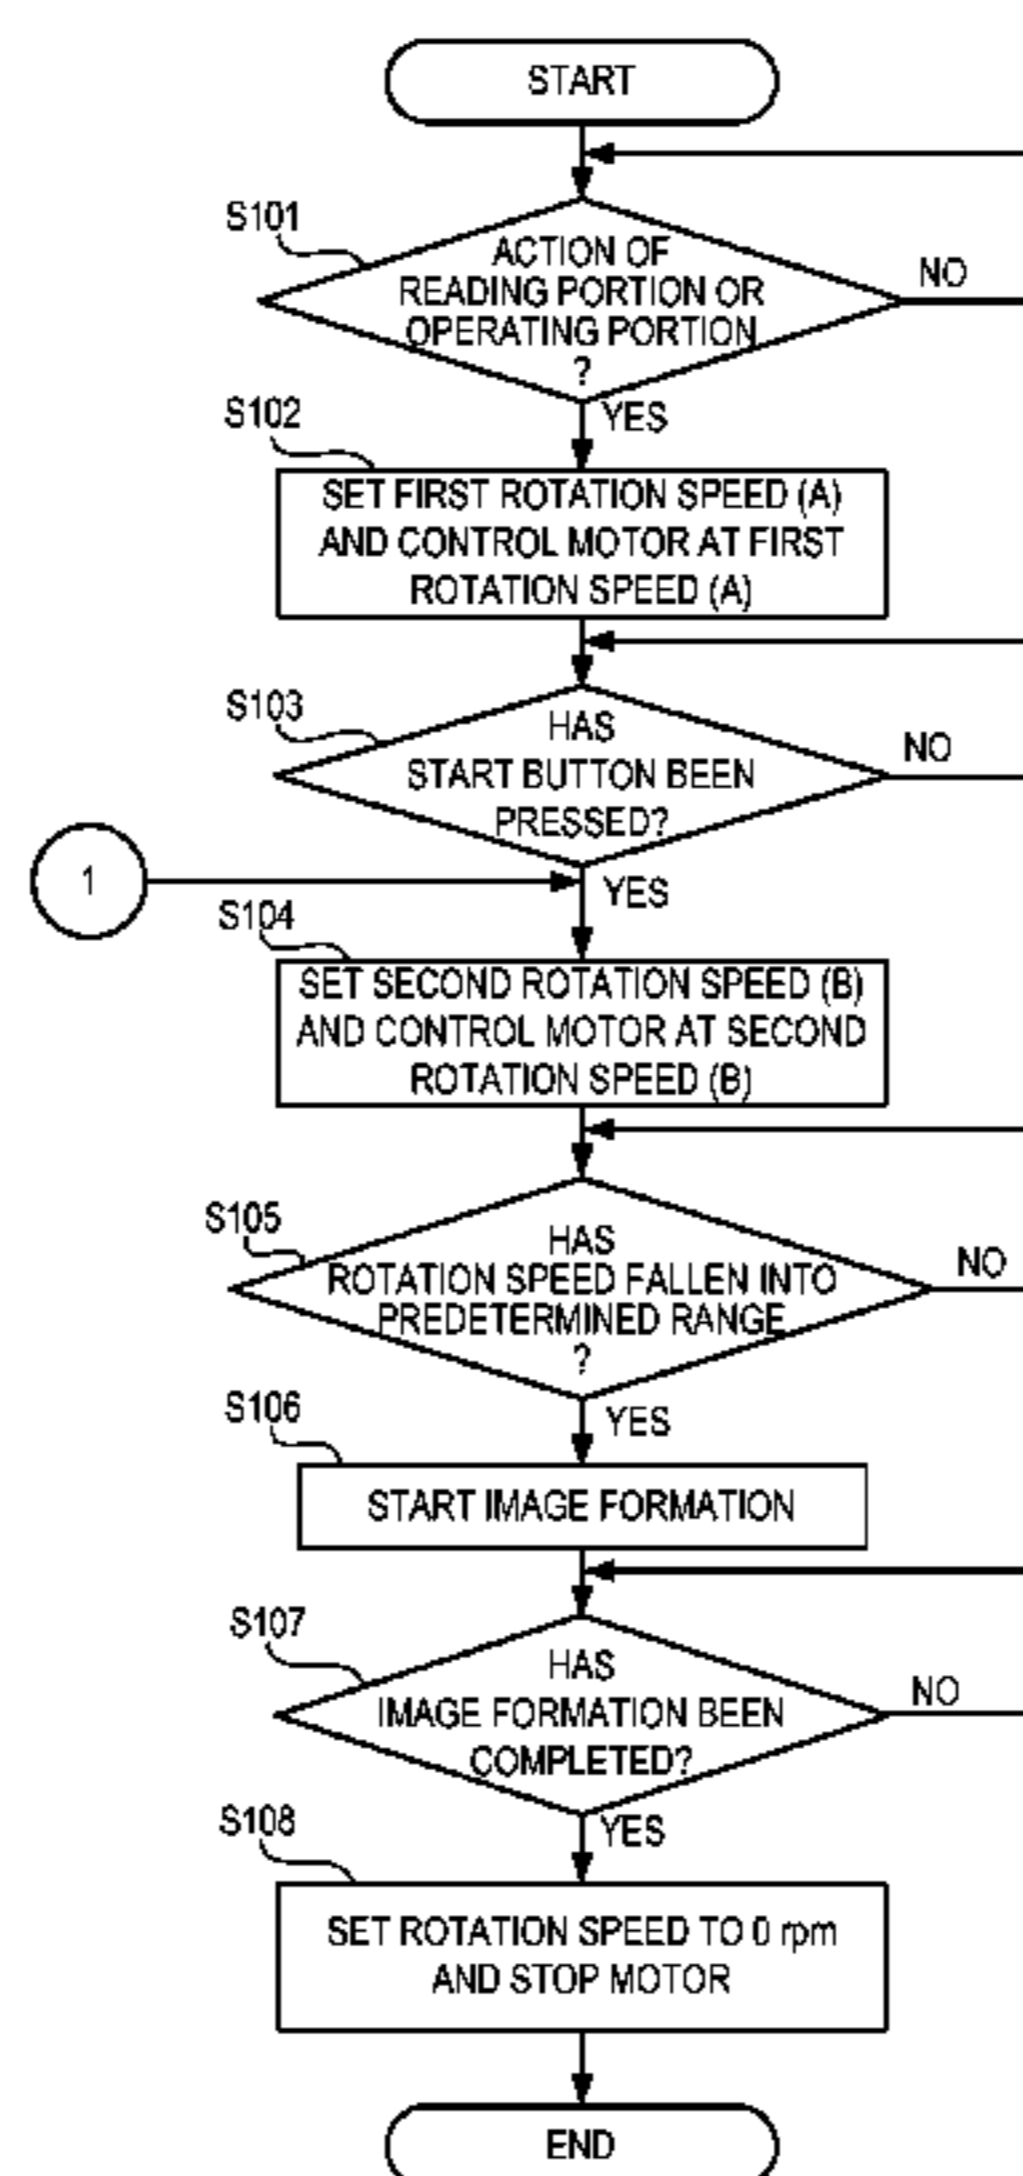 START
S101
ACTION OF
READING PORTION OR
OPERATING PORTION
?
NO
YES
S102
SET FIRST ROTATION SPEED (A)
AND CONTROL MOTOR AT FIRST
ROTATION SPEED (A)
S103
HAS
START BUTTON BEEN
PRESSED?
NO
YES
1
S104
SET SECOND ROTATION SPEED (B)
AND CONTROL MOTOR AT SECOND
ROTATION SPEED (B)
S105
HAS
ROTATION SPEED FALLEN INTO
PREDETERMINED RANGE
?
NO
YES
S106
START IMAGE FORMATION
S107
HAS
IMAGE FORMATION BEEN
COMPLETED?
NO
YES
S108
SET ROTATION SPEED TO 0 rpm
AND STOP MOTOR
END